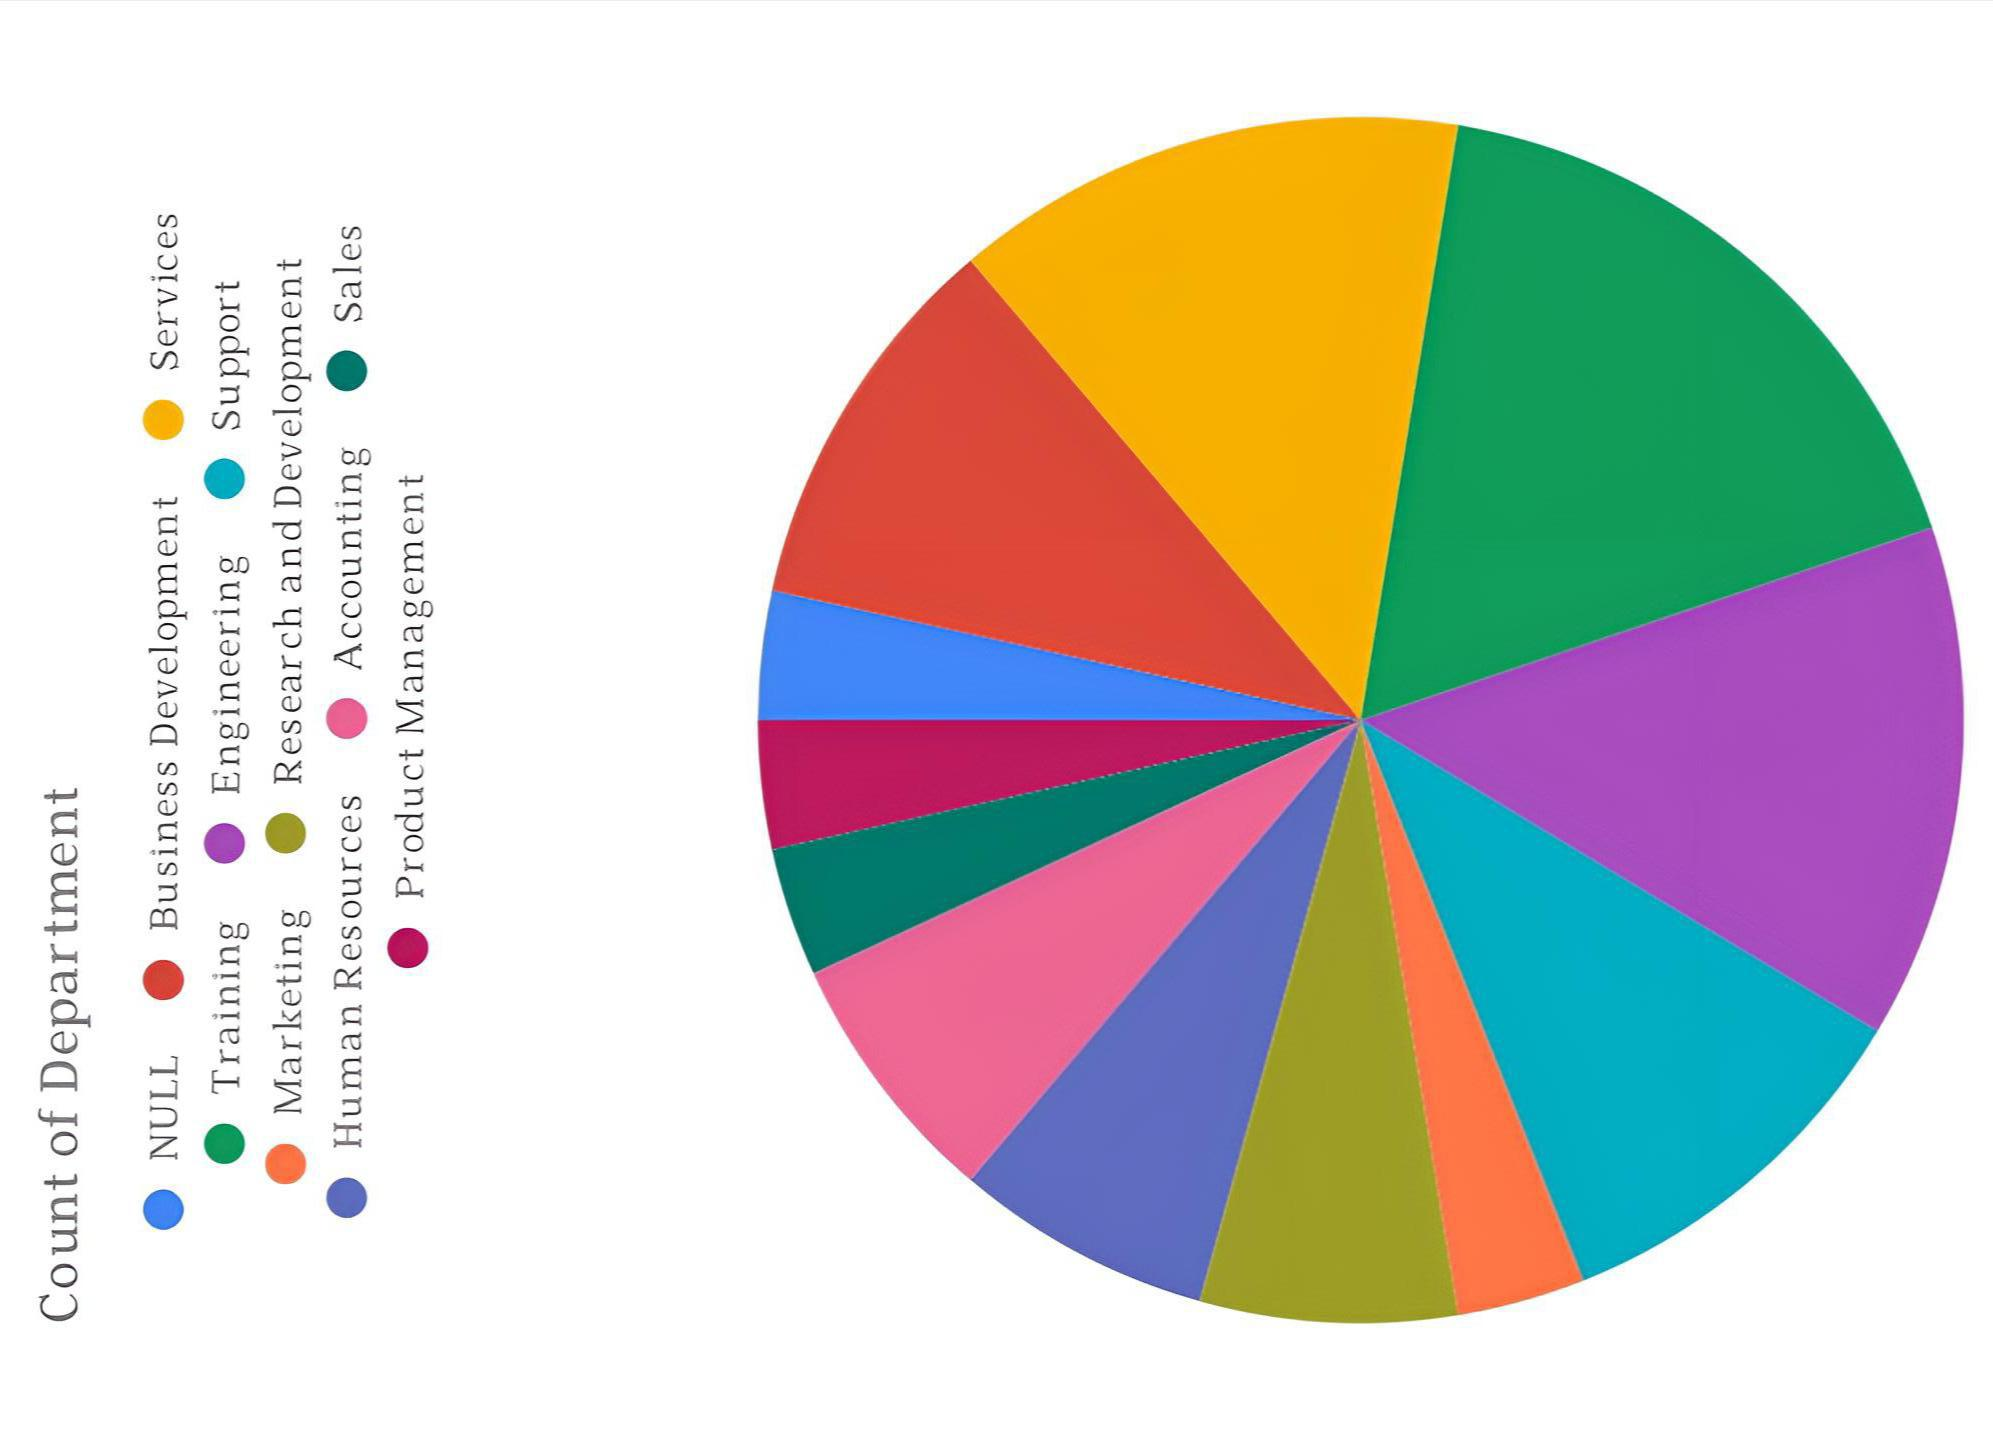 Count of Department
NULL Business Development Services
Training Engineering Support
Marketing Research and Development
Human Resources Accounting Sales
Product Management